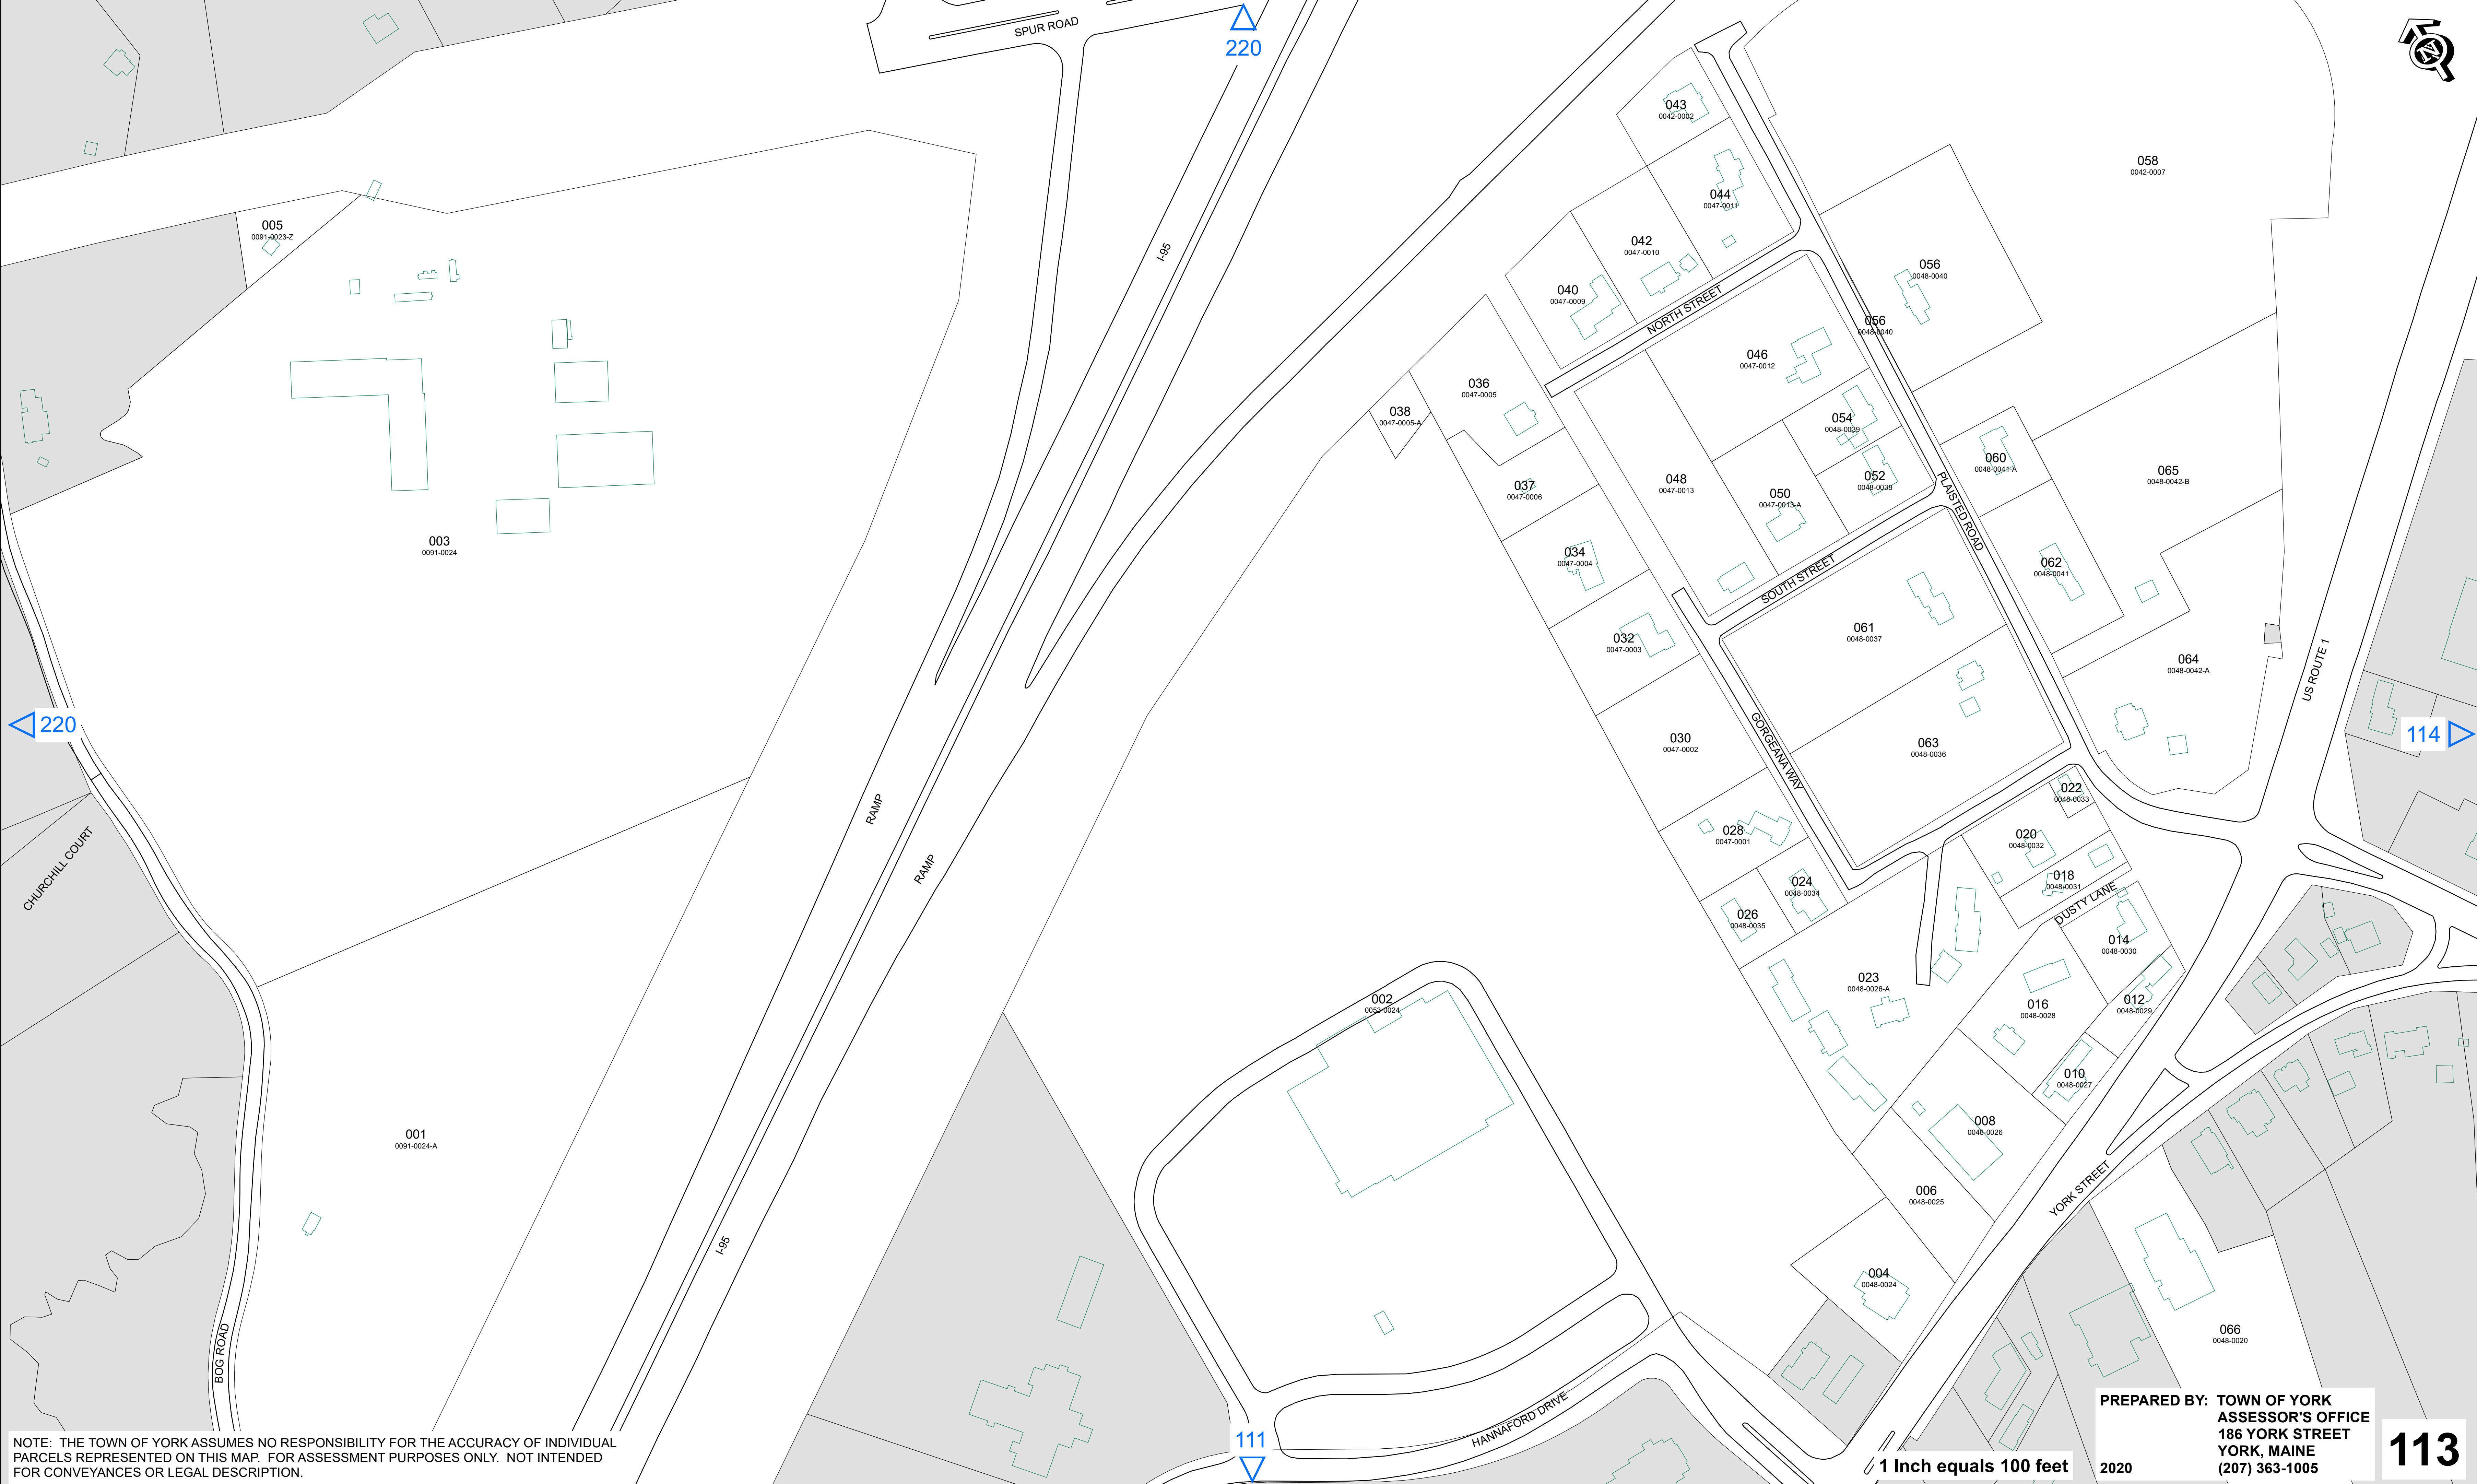 SPUR ROAD
220
N
043
0042-0002
058
0042-0007
044
0047-0011
005
0091-0023-Z
042
0047-0010
I-95
056
0048-0040
040
0047-0009
NORTH STREET
056
0048-0040
046
0047-0012
036
0047-0005
038
0047-0005-A
054
0048-0039
060
0048-0041-A
065
0048-0042-B
048
0047-0013
052
0048-0038
037
0047-0006
050
0047-0013-A
PLAISTED ROAD
003
0091-0024
034
0047-0004
062
0048-0041
SOUTH STREET
061
0048-0037
032
0047-0003
064
0048-0042-A
US ROUTE 1
220
030
0047-0002
063
0048-0036
114
GORGEANA WAY
022
0048-0033
RAMP
028
0047-0001
020
0048-0032
CHURCHILL COURT
RAMP
024
0048-0034
018
0048-0031
DUSTY LANE
026
0048-0035
014
0048-0030
023
0048-0026-A
002
0053-0024
016
0048-0028
012
0048-0029
010
0048-0027
001
0091-0024-A
008
0048-0026
006
0048-0025
YORK STREET
I-95
004
0048-0024
066
0048-0020
BOG ROAD
HANNAFORD DRIVE
111
NOTE: THE TOWN OF YORK ASSUMES NO RESPONSIBILITY FOR THE ACCURACY OF INDIVIDUAL
PARCELS REPRESENTED ON THIS MAP. FOR ASSESSMENT PURPOSES ONLY. NOT INTENDED
FOR CONVEYANCES OR LEGAL DESCRIPTION.
1 Inch equals 100 feet
PREPARED BY: TOWN OF YORK
ASSESSOR'S OFFICE
186 YORK STREET
YORK, MAINE
2020 (207) 363-1005
113